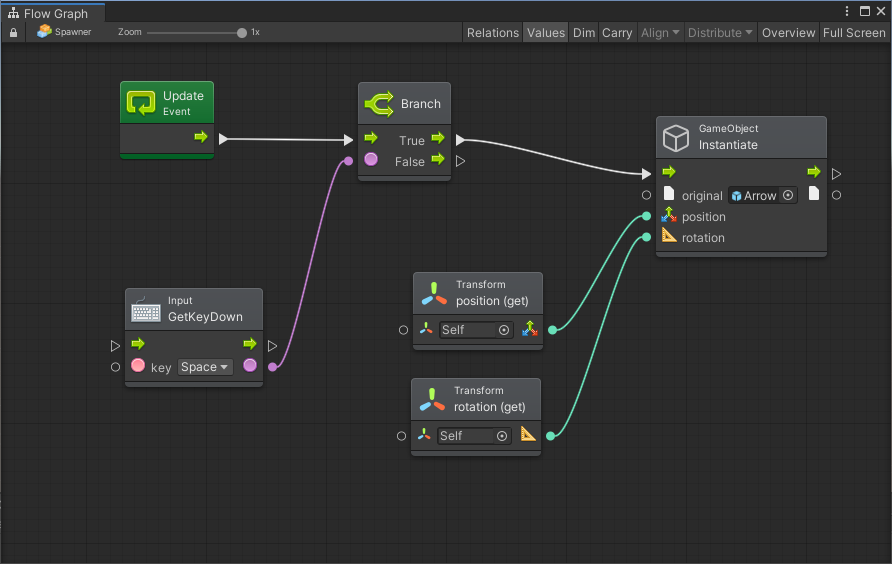 Flow Graph
Spawner Zoom 1x Relations Values Dim Carry Align Distribute Overview Full Screen
Update
Event
Branch
True
False
GameObject
Instantiate
original Arrow
position
rotation
Input
GetKeyDown
key Space
Transform
position (get)
Self
Transform
rotation (get)
Self